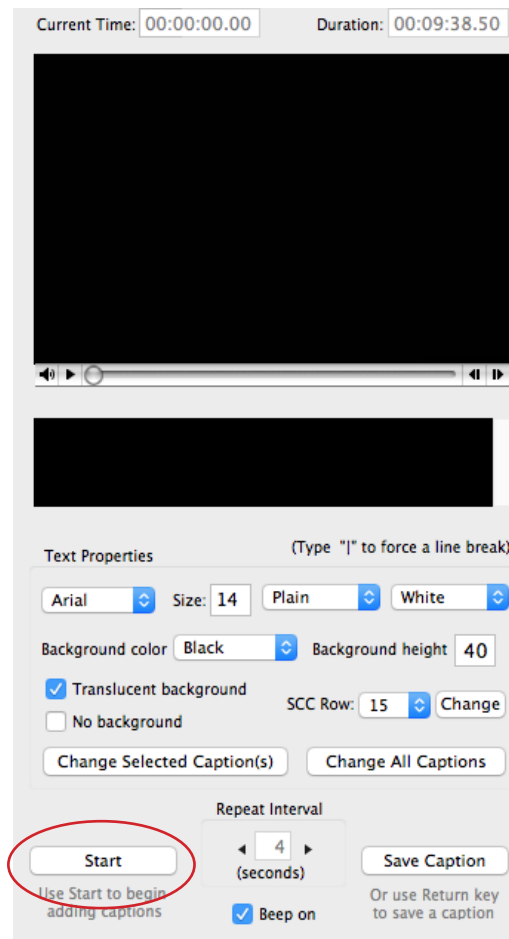 Current Time: 00:00:00.00 Duration: 00:09:38.50
(Type "|" to force a line break)
Text Properties
Arial Size: 14 Plain White
Background color Black Background height 40
Translucent background
SCC Row: 15 Change
No background
Change Selected Caption(s) Change All Captions
Repeat Interval
4
(seconds)
Start
Use Start to begin
adding captions
Beep on
Save Caption
Or use Return key
to save a caption